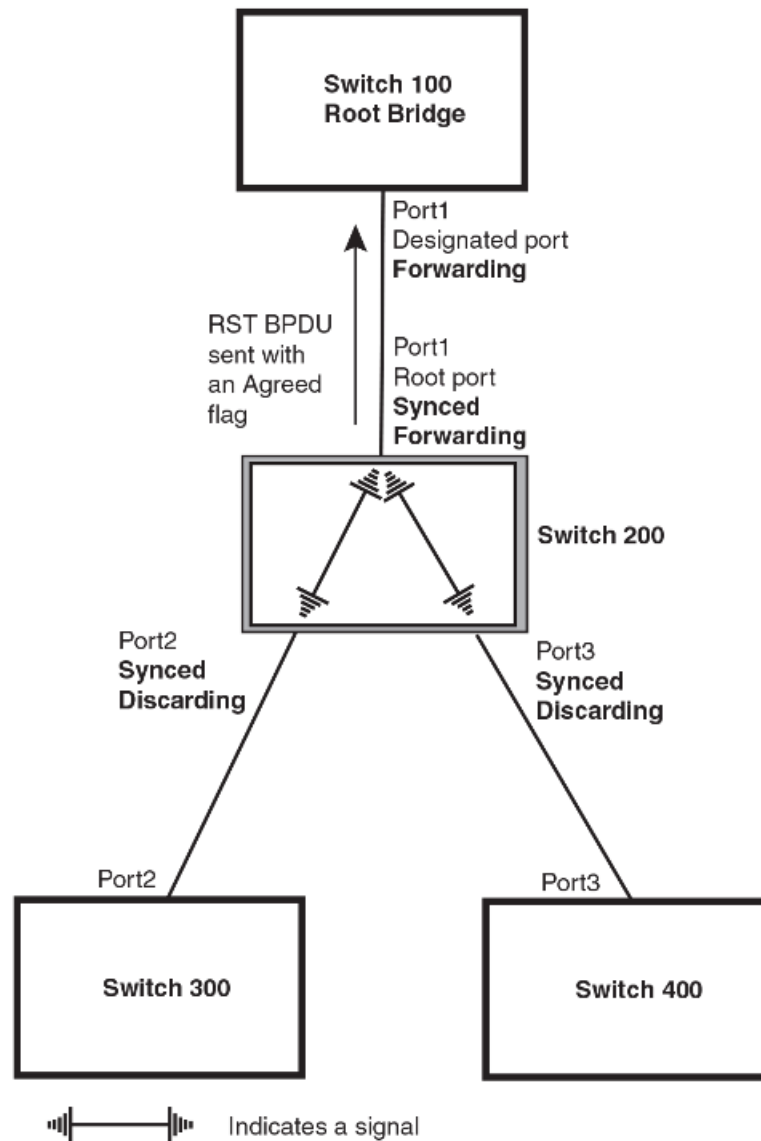 Switch 100
Root Bridge
Port1
Designated port
Forwarding
RST BPDU
sent with
an Agreed
flag
Port1
Root port
Synced
Forwarding
Switch 200
Port2
Synced
Discarding
Port3
Synced
Discarding
Port2
Port3
Switch 300
Switch 400
Indicates a signal